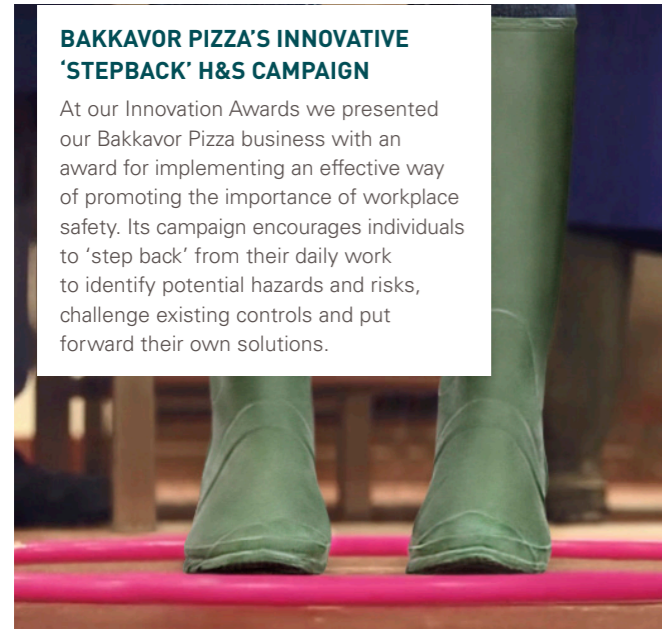 BAKKAVOR PIZZA’S INNOVATIVE
‘STEPBACK’ H&S CAMPAIGN
At our Innovation Awards we presented
our Bakkavor Pizza business with an
award for implementing an effective way
of promoting the importance of workplace
safety. Its campaign encourages individuals
to ‘step back’ from their daily work
to identify potential hazards and risks,
challenge existing controls and put
forward their own solutions.